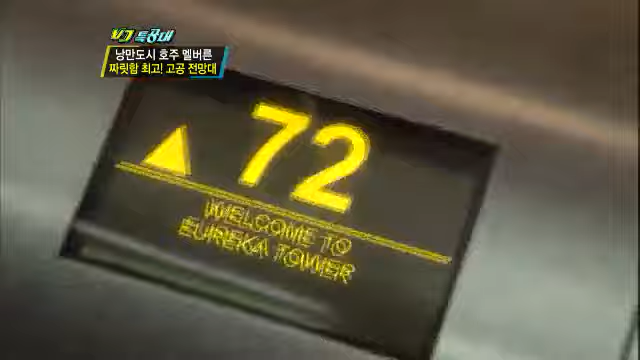 VJ 특공대
낭만도시 호주 멜버른
짜릿함 최고! 고공 전망대
▲ 72
WELCOME TO
EUREKA TOWER